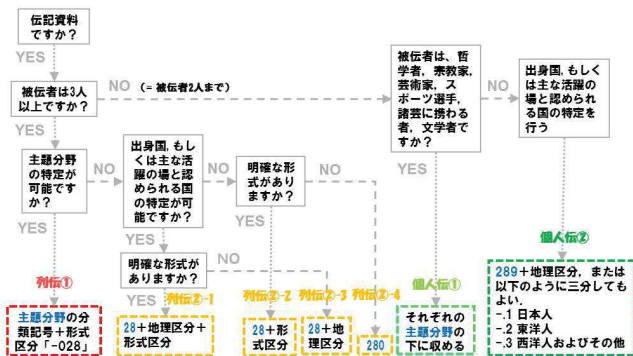 伝記資料
ですか?
YES
被伝者は3人
以上ですか?
NO
(= 被伝者2人まで)
被伝者は、哲
学者, 宗教家,
芸術家, ス
ポーツ選手,
諸芸に携わる
者, 文学者で
すか?
NO
出身国, もしく
は主な活躍の
場と認められ
る国の特定を
行う
YES
主題分野
の特定が
可能です
か?
NO
出身国, もし
くは主な活
躍の場と認
められる国
の特定が可
能ですか?
NO
明確な形
式があり
ますか?
NO
YES
YES
YES
YES
明確な形式が
ありますか?
NO
YES
列伝①
列伝②-1
列伝②-2
列伝②-3
列伝②-4
個人伝①
個人伝②
主題分野の分
類記号+形式
区分「-028」
28+地理区分+
形式区分
28+形
式区分
28+地
理区分
280
それぞれの
主題分野の
下に収める
289+地理区分, または
以下のように三分しても
よい.
-.1 日本人
-.2 東洋人
-.3 西洋人およびその他